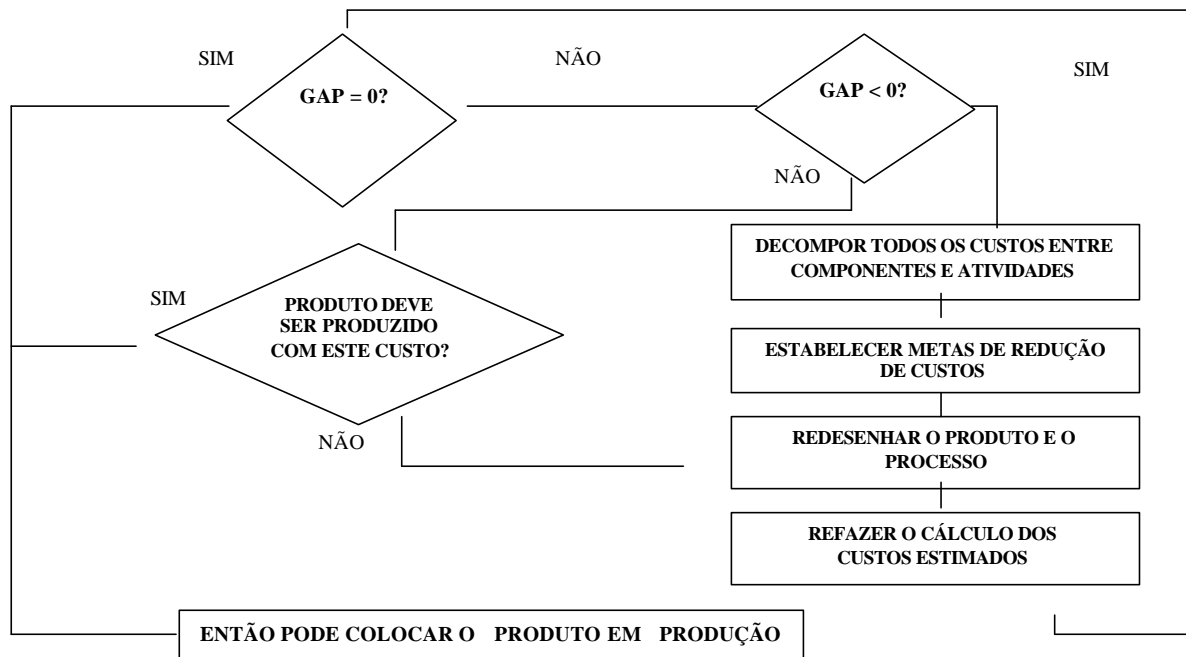 SIM
NÃO
SIM
GAP = 0?
GAP < 0?
NÃO
DECOMPOR TODOS OS CUSTOS ENTRE
COMPONENTES E ATIVIDADES
SIM
PRODUTO DEVE
SER PRODUZIDO
COM ESTE CUSTO?
ESTABELECER METAS DE REDUÇÃO
DE CUSTOS
NÃO
REDESENHAR O PRODUTO E O
PROCESSO
REFAZER O CÁLCULO DOS
CUSTOS ESTIMADOS
ENTÃO PODE COLOCAR O PRODUTO EM PRODUÇÃO